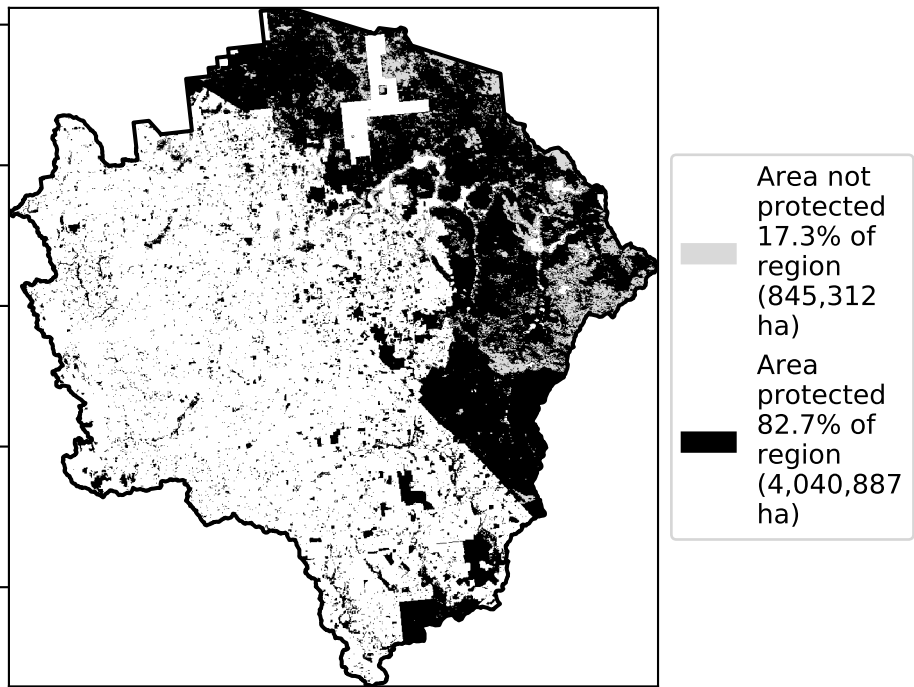 Area not
protected
17.3% of
region
(845,312
ha)
Area
protected
82.7% of
region
(4,040,887
ha)